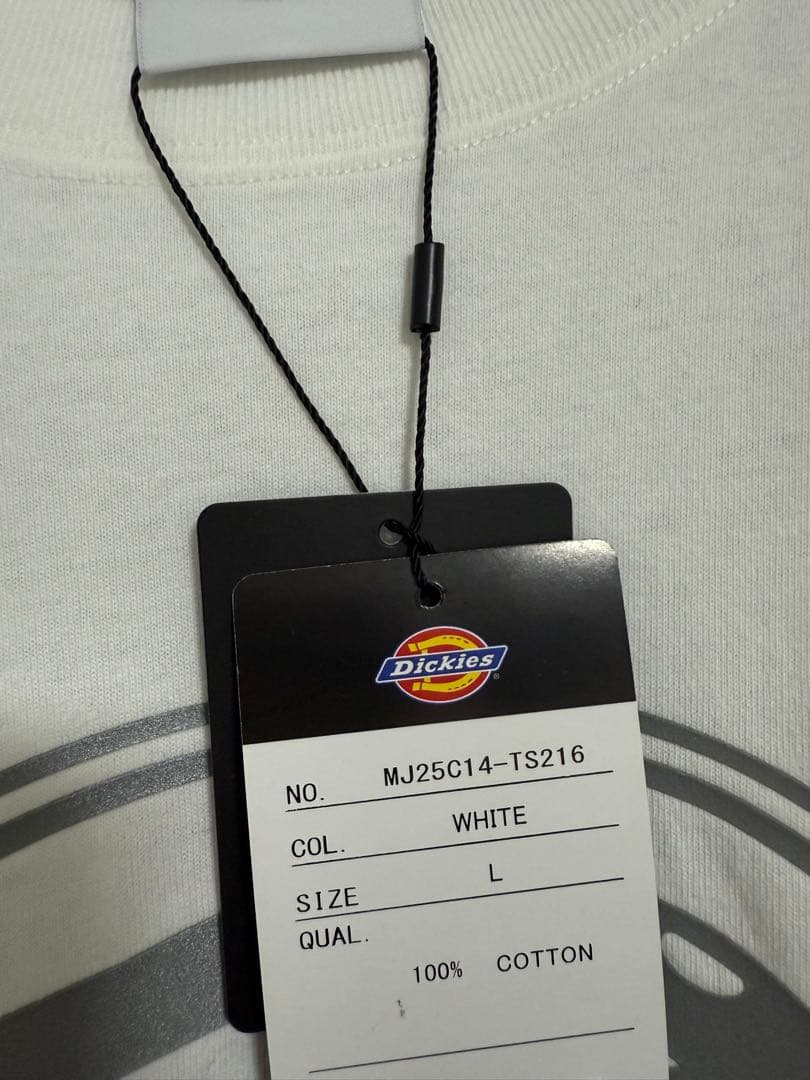 Dickies®
NO. MJ25C14-TS216
COL. WHITE
SIZE L
QUAL.
100% COTTON